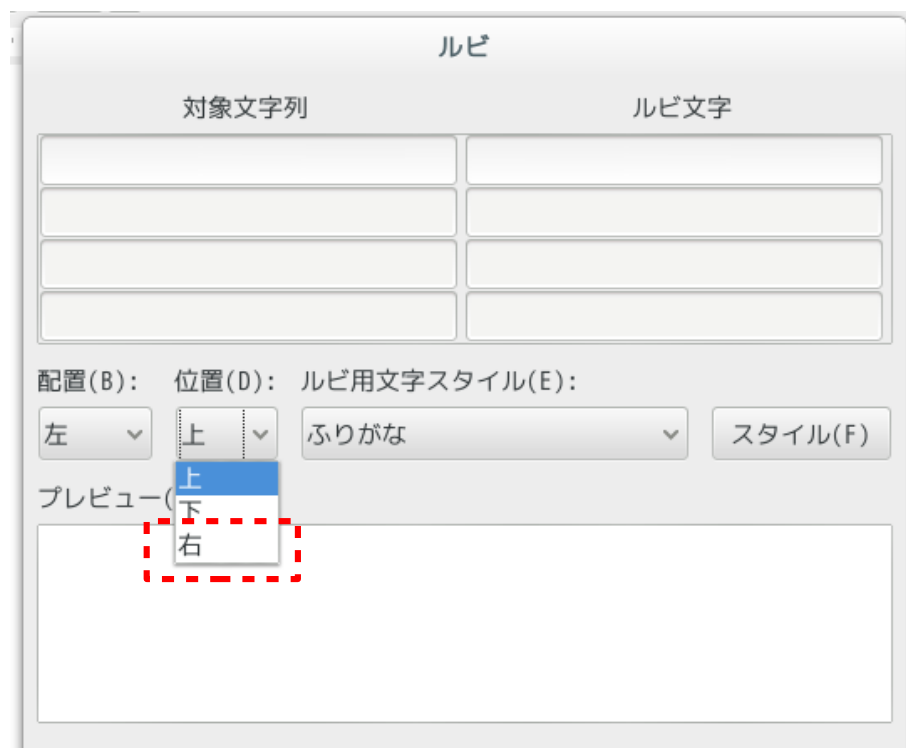 ルビ
対象文字列 ルビ文字
配置(B): 位置(D): ルビ用文字スタイル(E):
左 上 ふりがな スタイル(F)
上
プレビュー(
下
右